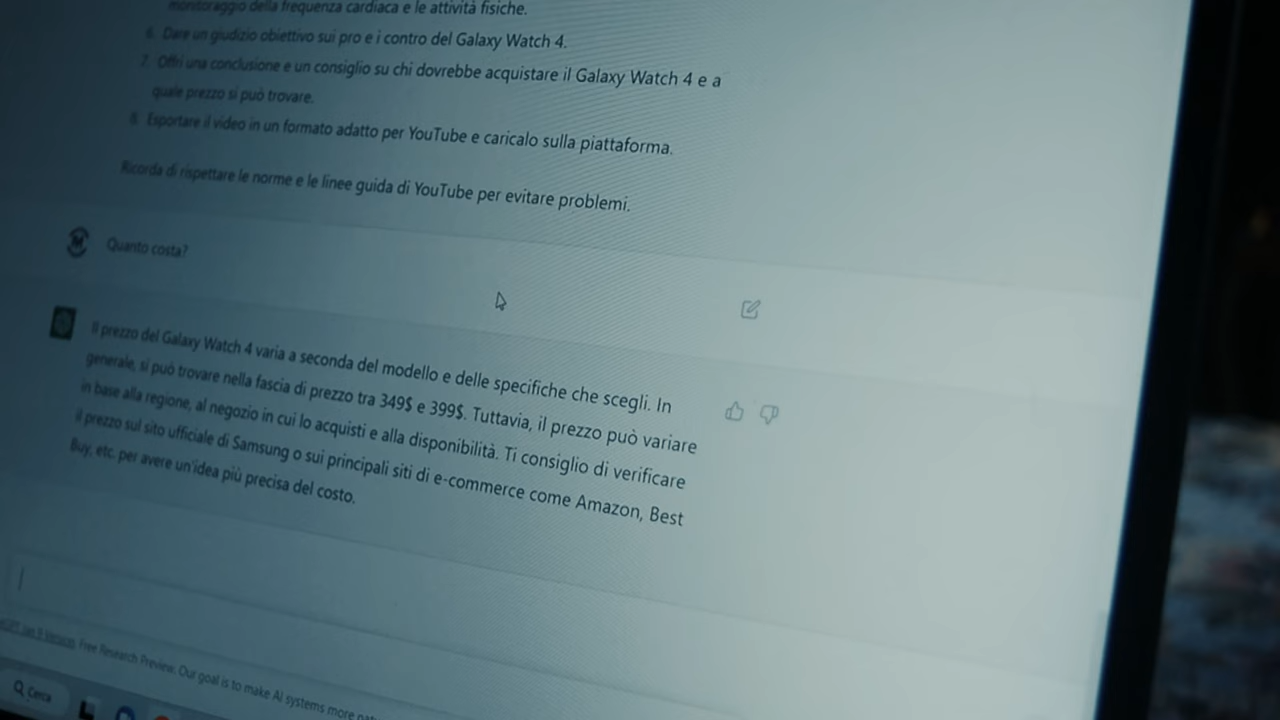 monitoraggio della frequenza cardiaca e le attività fisiche.
6. Dare un giudizio obiettivo sui pro e i contro del Galaxy Watch 4.
7. Offri una conclusione e un consiglio su chi dovrebbe acquistare il Galaxy Watch 4 e a
quale prezzo si può trovare.
8. Esportare il video in un formato adatto per YouTube e caricalo sulla piattaforma.
Ricorda di rispettare le norme e le linee guida di YouTube per evitare problemi.
M
Quanto costa?
Il prezzo del Galaxy Watch 4 varia a seconda del modello e delle specifiche che scegli. In
generale, si può trovare nella fascia di prezzo tra 349$ e 399$. Tuttavia, il prezzo può variare
in base alla regione, al negozio in cui lo acquisti e alla disponibilità. Ti consiglio di verificare
il prezzo sul sito ufficiale di Samsung o sui principali siti di e-commerce come Amazon, Best
Buy, etc. per avere un'idea più precisa del costo.
Jan 9 Version. Free Research Preview. Our goal is to make AI systems more
Cerca